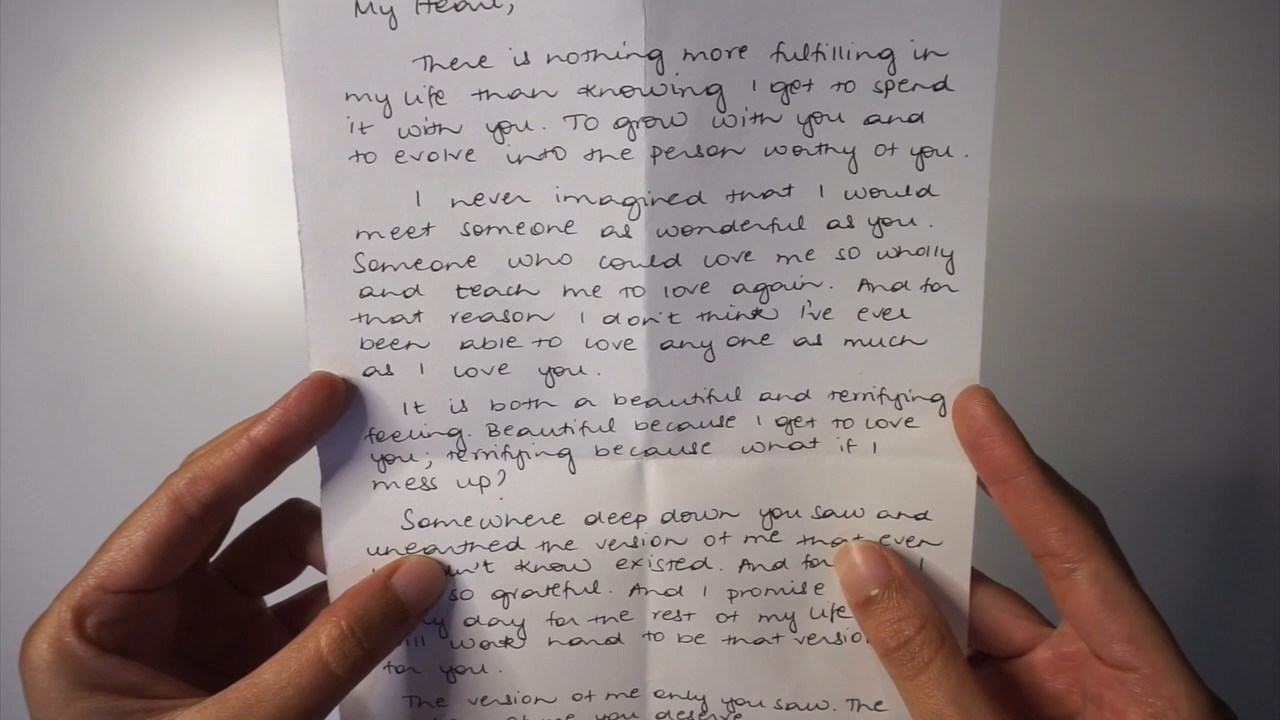 My Heart,
There is nothing more fulfilling in
my life than knowing I get to spend
it with you. To grow with you and
to evolve into the person worthy of you.
I never imagined that I would
meet someone as wonderful as you.
Someone who could love me so wholly
and teach me to love again. And for
that reason I don't think I've ever
been able to love any one as much
as I love you.
It is both a beautiful and terrifying
feeling. Beautiful because I get to love
you; terrifying because what if I
mess up?
Somewhere deep down you saw and
unearthed the version of me that even
know existed. And I
so grateful. And I promise
day for the rest of my life
work hard to be that
for you.
The version of me only you saw. The
of me you deserve